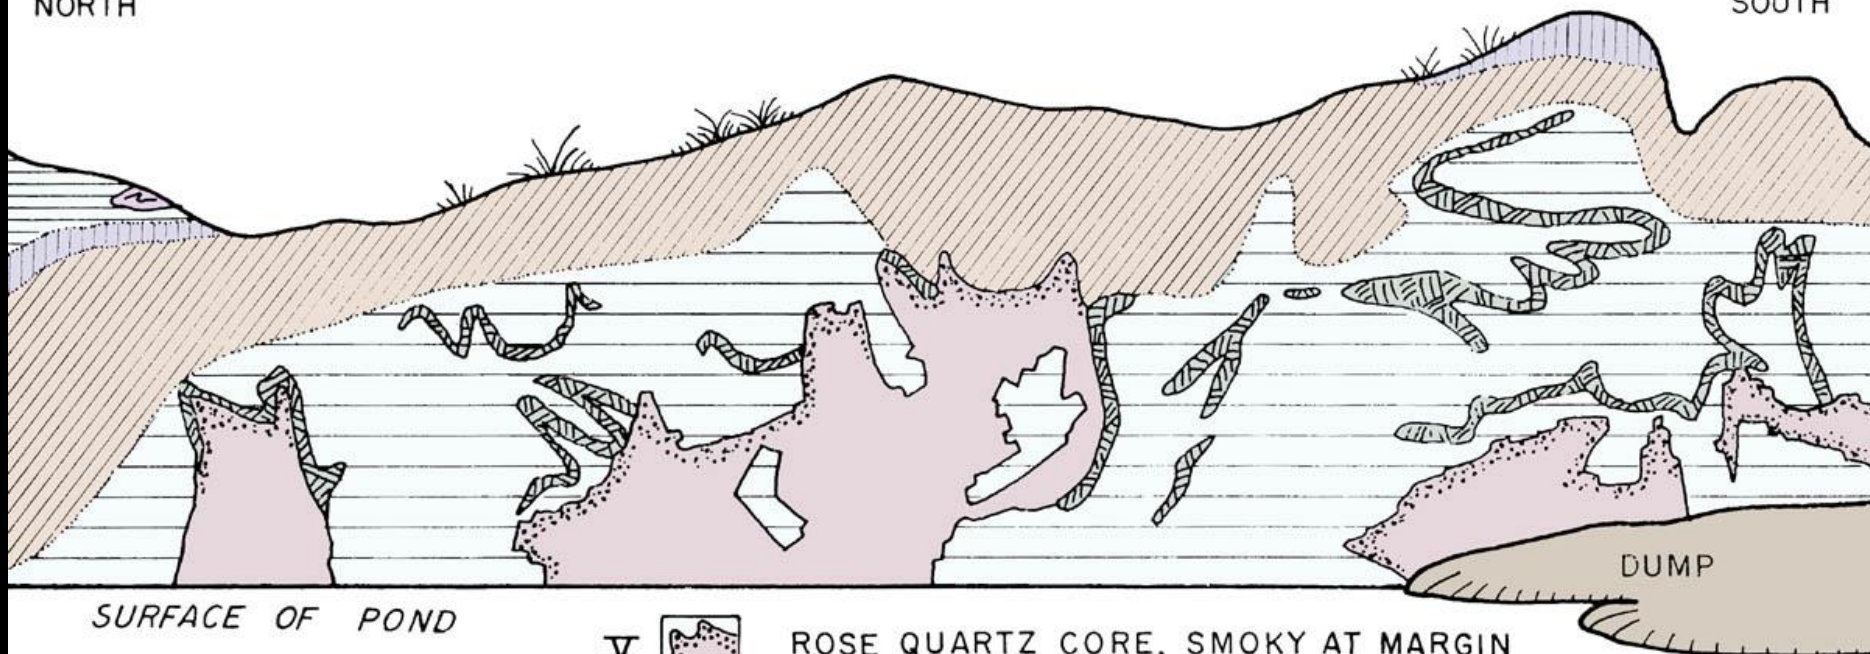 NORTH
SOUTH
DUMP
SURFACE OF POND
V ROSE QUARTZ CORE, SMOKY AT MARGIN